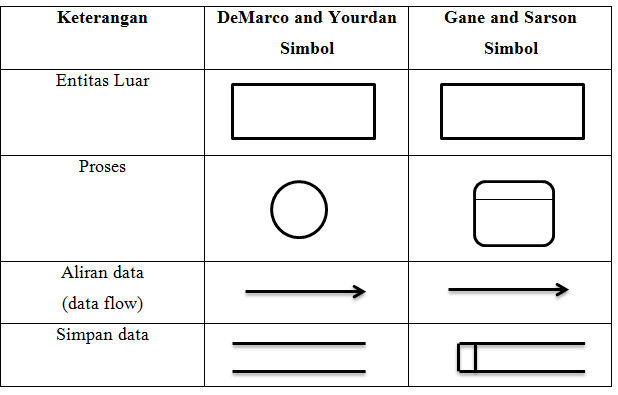 Keterangan
DeMarco and Yourdan
Simbol
Gane and Sarson
Simbol
Entitas Luar
Proses
Aliran data
(data flow)
Simpan data